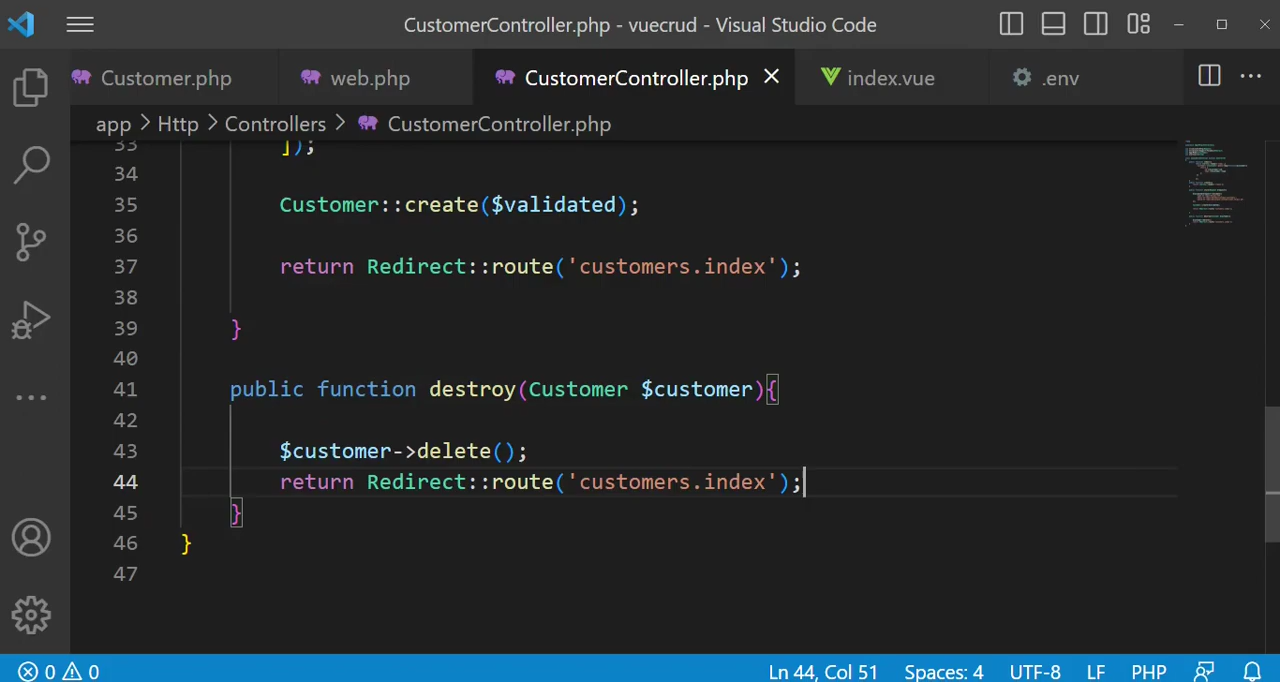 CustomerController.php - vuecrud - Visual Studio Code
Customer.php web.php CustomerController.php index.vue .env
app > Http > Controllers > CustomerController.php
33 ]);
34
35 Customer::create($validated);
36
37 return Redirect::route('customers.index');
38
39 }
40
41 public function destroy(Customer $customer){
42
43 $customer->delete();
44 return Redirect::route('customers.index');
45 }
46 }
47
0 0 Ln 44, Col 51 Spaces: 4 UTF-8 LF PHP